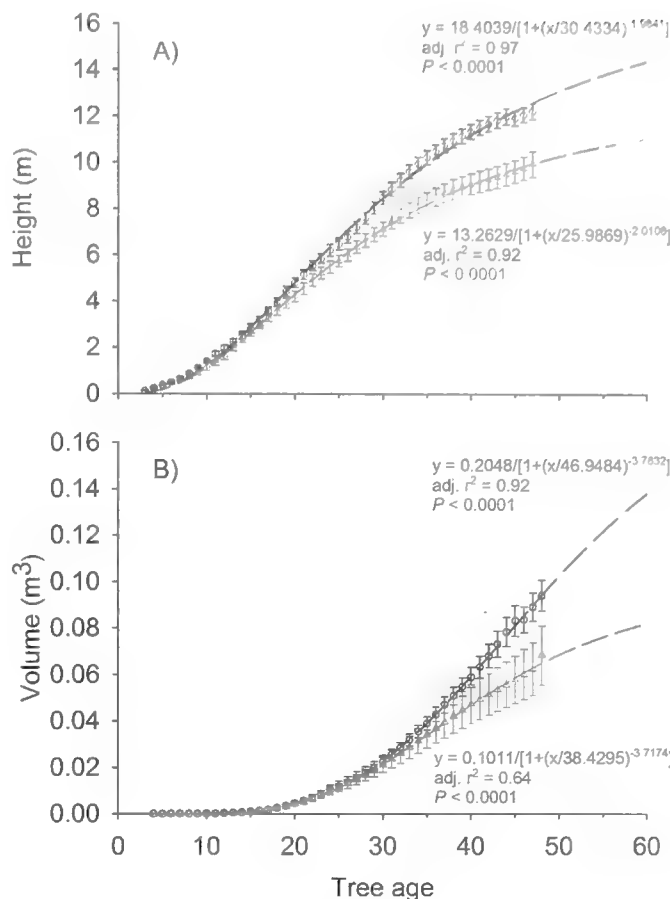 16
14
12
10
8
6
4
2
0
Height (m)
A)
y = 18.4039/[1+(x/30.4334)
adj. r² = 0.97
P < 0.0001
y = 13.2629/[1+(x/25.9869)-2.0108]
adj. r² = 0.92
P < 0.0001
0.16
0.14
0.12
0.10
0.08
0.06
0.04
0.02
0.00
Volume (m3)
B)
y = 0.2048/[1+(x/46.9484)-3.7632]
adj. r² = 0.92
P < 0.0001
y = 0.1011/[1+(x/38.4295)-3.7174
adj. r² = 0.64
P < 0.0001
0 10 20 30 40 50 60
Tree age